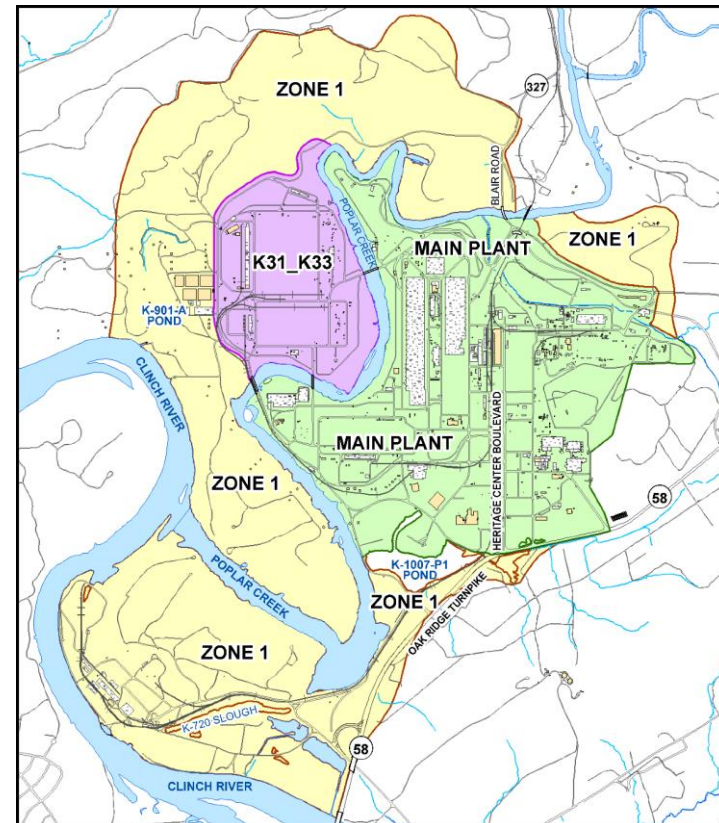 ZONE 1
327
BLAIR ROAD
POPLAR CREEK
MAIN PLANT
ZONE 1
K31_K33
K-901-A
POND
CLINCH RIVER
HERITAGE CENTER BOULEVARD
MAIN PLANT
ZONE 1
58
K-1007-P1
POND
POPLAR CREEK
ZONE 1
OAK RIDGE TURNPIKE
ZONE 1
K-720 SLOUGH
58
CLINCH RIVER